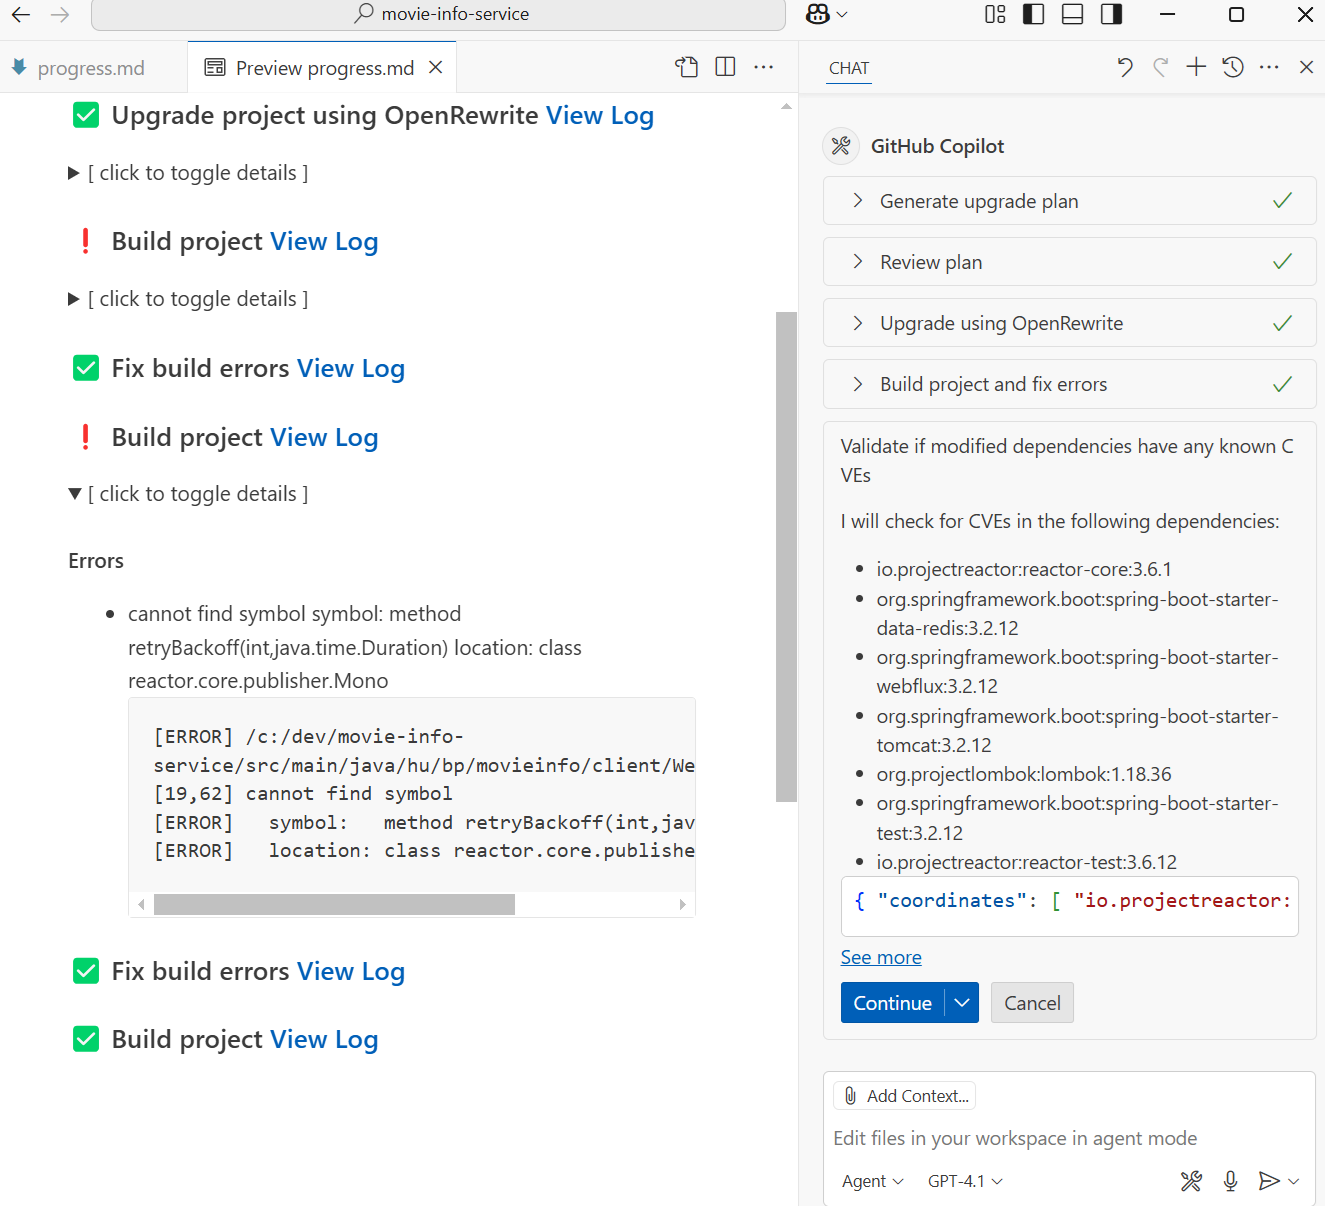 movie-info-service
progress.md
Preview progress.md
✅ Upgrade project using OpenRewrite View Log
▶ [ click to toggle details ]
❗ Build project View Log
▶ [ click to toggle details ]
✅ Fix build errors View Log
❗ Build project View Log
▼ [ click to toggle details ]
Errors
• cannot find symbol symbol: method
retryBackoff(int,java.time.Duration) location: class
reactor.core.publisher.Mono
[ERROR] /c:/dev/movie-info-
service/src/main/java/hu/bp/movieinfo/client/We
[19,62] cannot find symbol
[ERROR]   symbol:   method retryBackoff(int,jav
[ERROR]   location: class reactor.core.publishe
✅ Fix build errors View Log
✅ Build project View Log
CHAT
GitHub Copilot
Generate upgrade plan
Review plan
Upgrade using OpenRewrite
Build project and fix errors
Validate if modified dependencies have any known C
VEs
I will check for CVEs in the following dependencies:
• io.projectreactor:reactor-core:3.6.1
• org.springframework.boot:spring-boot-starter-
data-redis:3.2.12
• org.springframework.boot:spring-boot-starter-
webflux:3.2.12
• org.springframework.boot:spring-boot-starter-
tomcat:3.2.12
• org.projectlombok:lombok:1.18.36
• org.springframework.boot:spring-boot-starter-
test:3.2.12
• io.projectreactor:reactor-test:3.6.12
{ "coordinates": [ "io.projectreactor:
See more
Continue
Cancel
Add Context...
Edit files in your workspace in agent mode
Agent
GPT-4.1